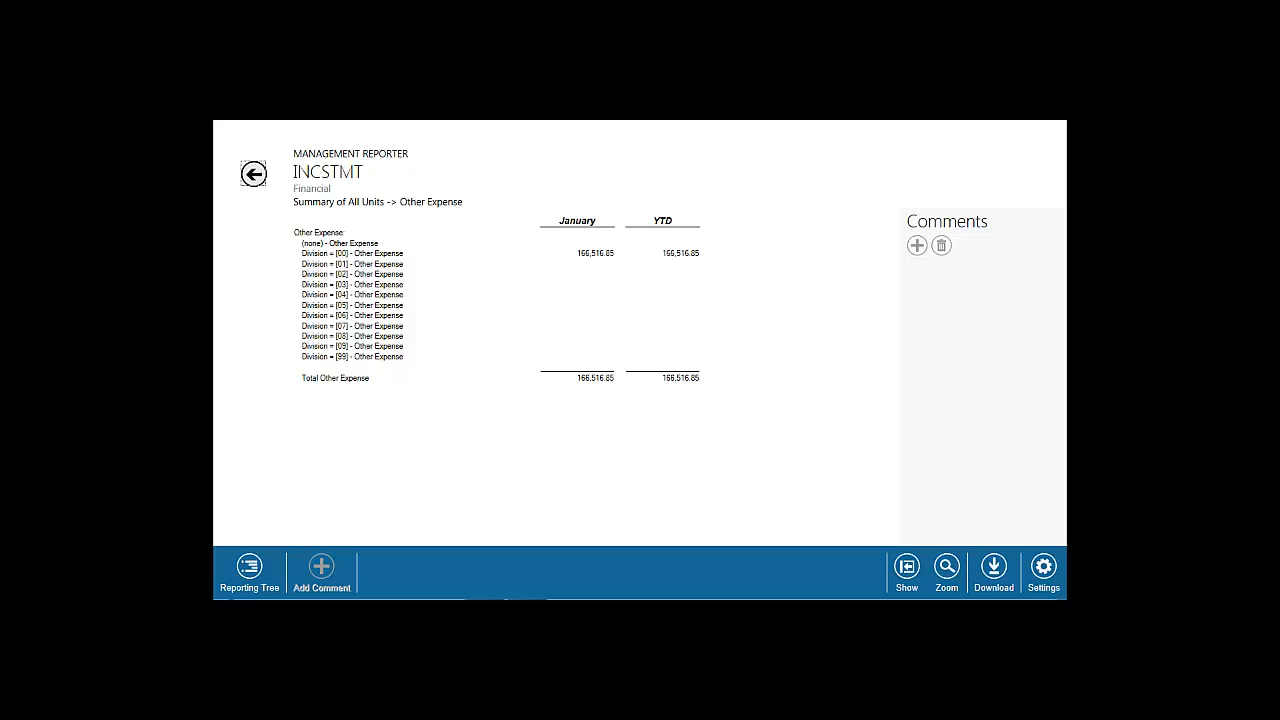 MANAGEMENT REPORTER
INCSTMT
Financial
Summary of All Units -> Other Expense
January YTD
Comments
Other Expense:
(none) - Other Expense
Division = [00] - Other Expense 166,516.85 166,516.85
Division = [01] - Other Expense
Division = [02] - Other Expense
Division = [03] - Other Expense
Division = [04] - Other Expense
Division = [05] - Other Expense
Division = [06] - Other Expense
Division = [07] - Other Expense
Division = [08] - Other Expense
Division = [09] - Other Expense
Division = [99] - Other Expense
Total Other Expense 166,516.85 166,516.85
Reporting Tree Add Comment Show Zoom Download Settings